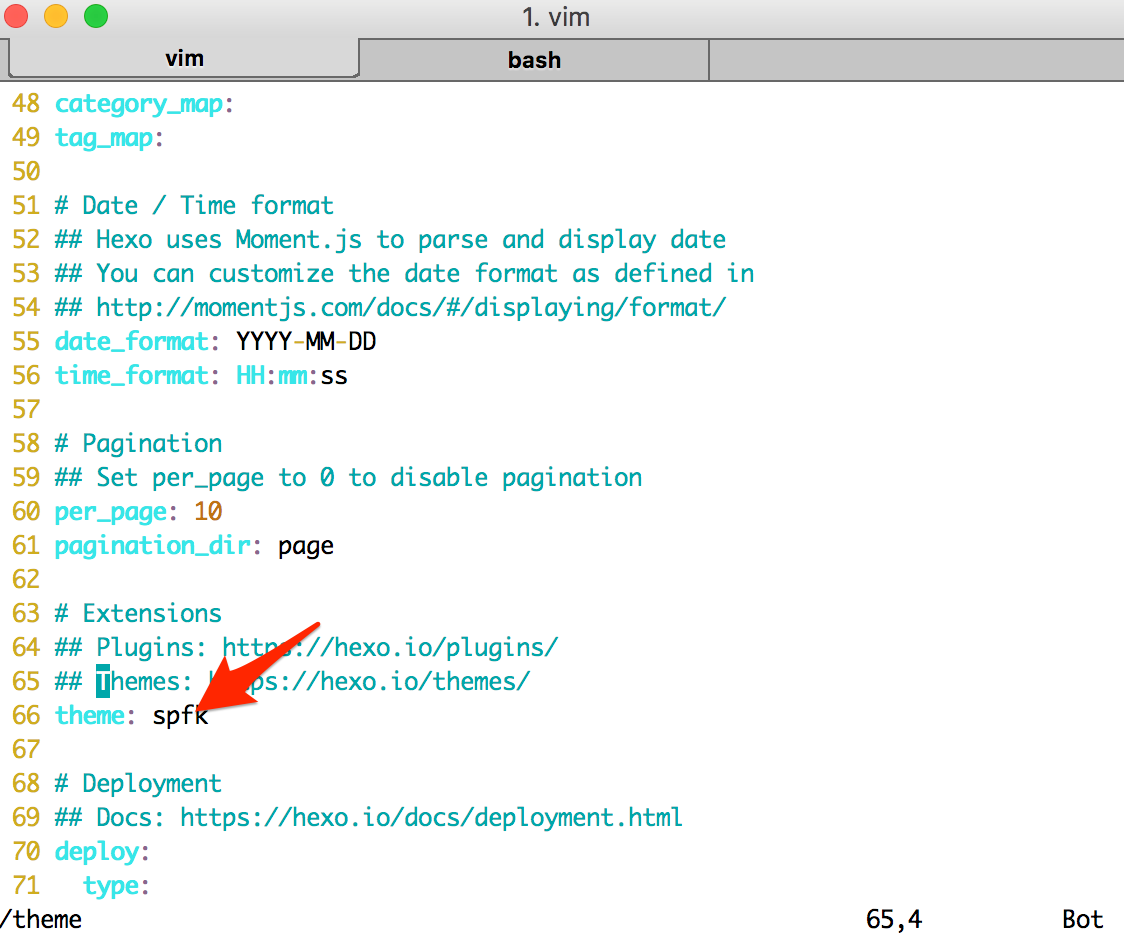 1. vim
vim bash
48 category_map:
49 tag_map:
50
51 # Date / Time format
52 ## Hexo uses Moment.js to parse and display date
53 ## You can customize the date format as defined in
54 ## http://momentjs.com/docs/#/displaying/format/
55 date_format: YYYY-MM-DD
56 time_format: HH:mm:ss
57
58 # Pagination
59 ## Set per_page to 0 to disable pagination
60 per_page: 10
61 pagination_dir: page
62
63 # Extensions
64 ## Plugins: https://hexo.io/plugins/
65 ## Themes: https://hexo.io/themes/
66 theme: spfk
67
68 # Deployment
69 ## Docs: https://hexo.io/docs/deployment.html
70 deploy:
71   type:
/theme 65,4 Bot